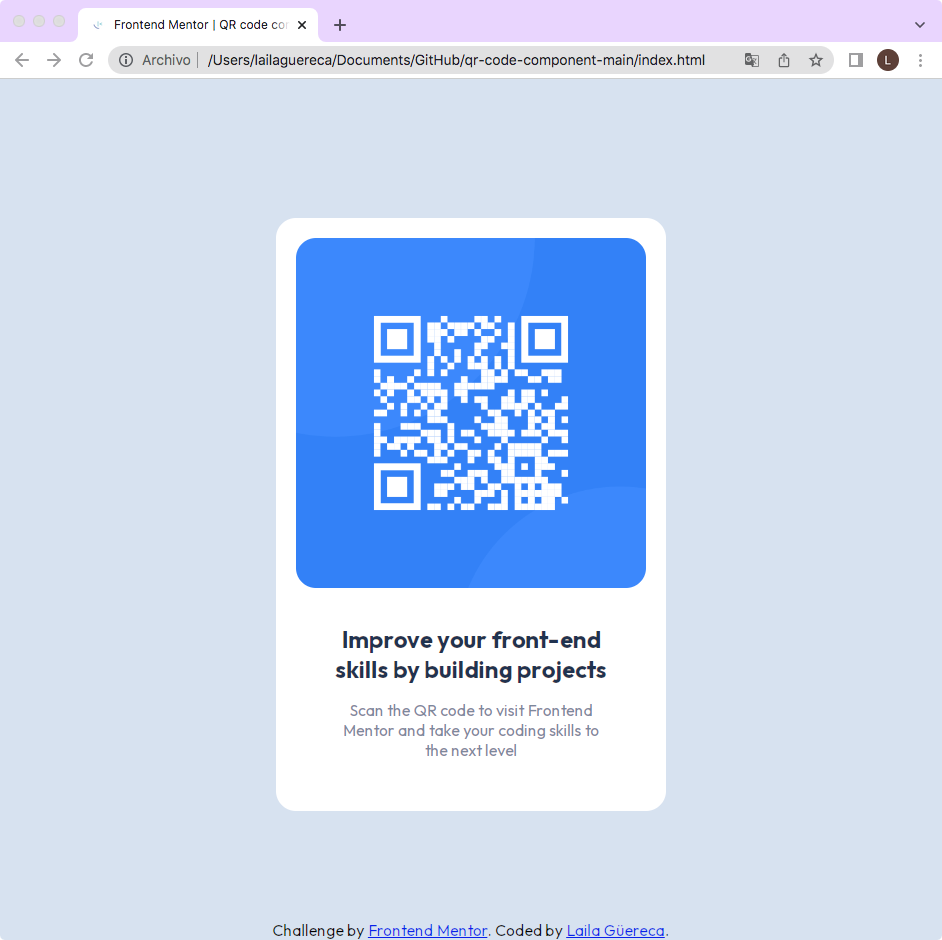 Frontend Mentor | QR code co
Archivo | /Users/lailaguereca/Documents/GitHub/qr-code-component-main/index.html
L
Improve your front-end
skills by building projects
Scan the QR code to visit Frontend
Mentor and take your coding skills to
the next level
Challenge by Frontend Mentor. Coded by Laila Güereca.